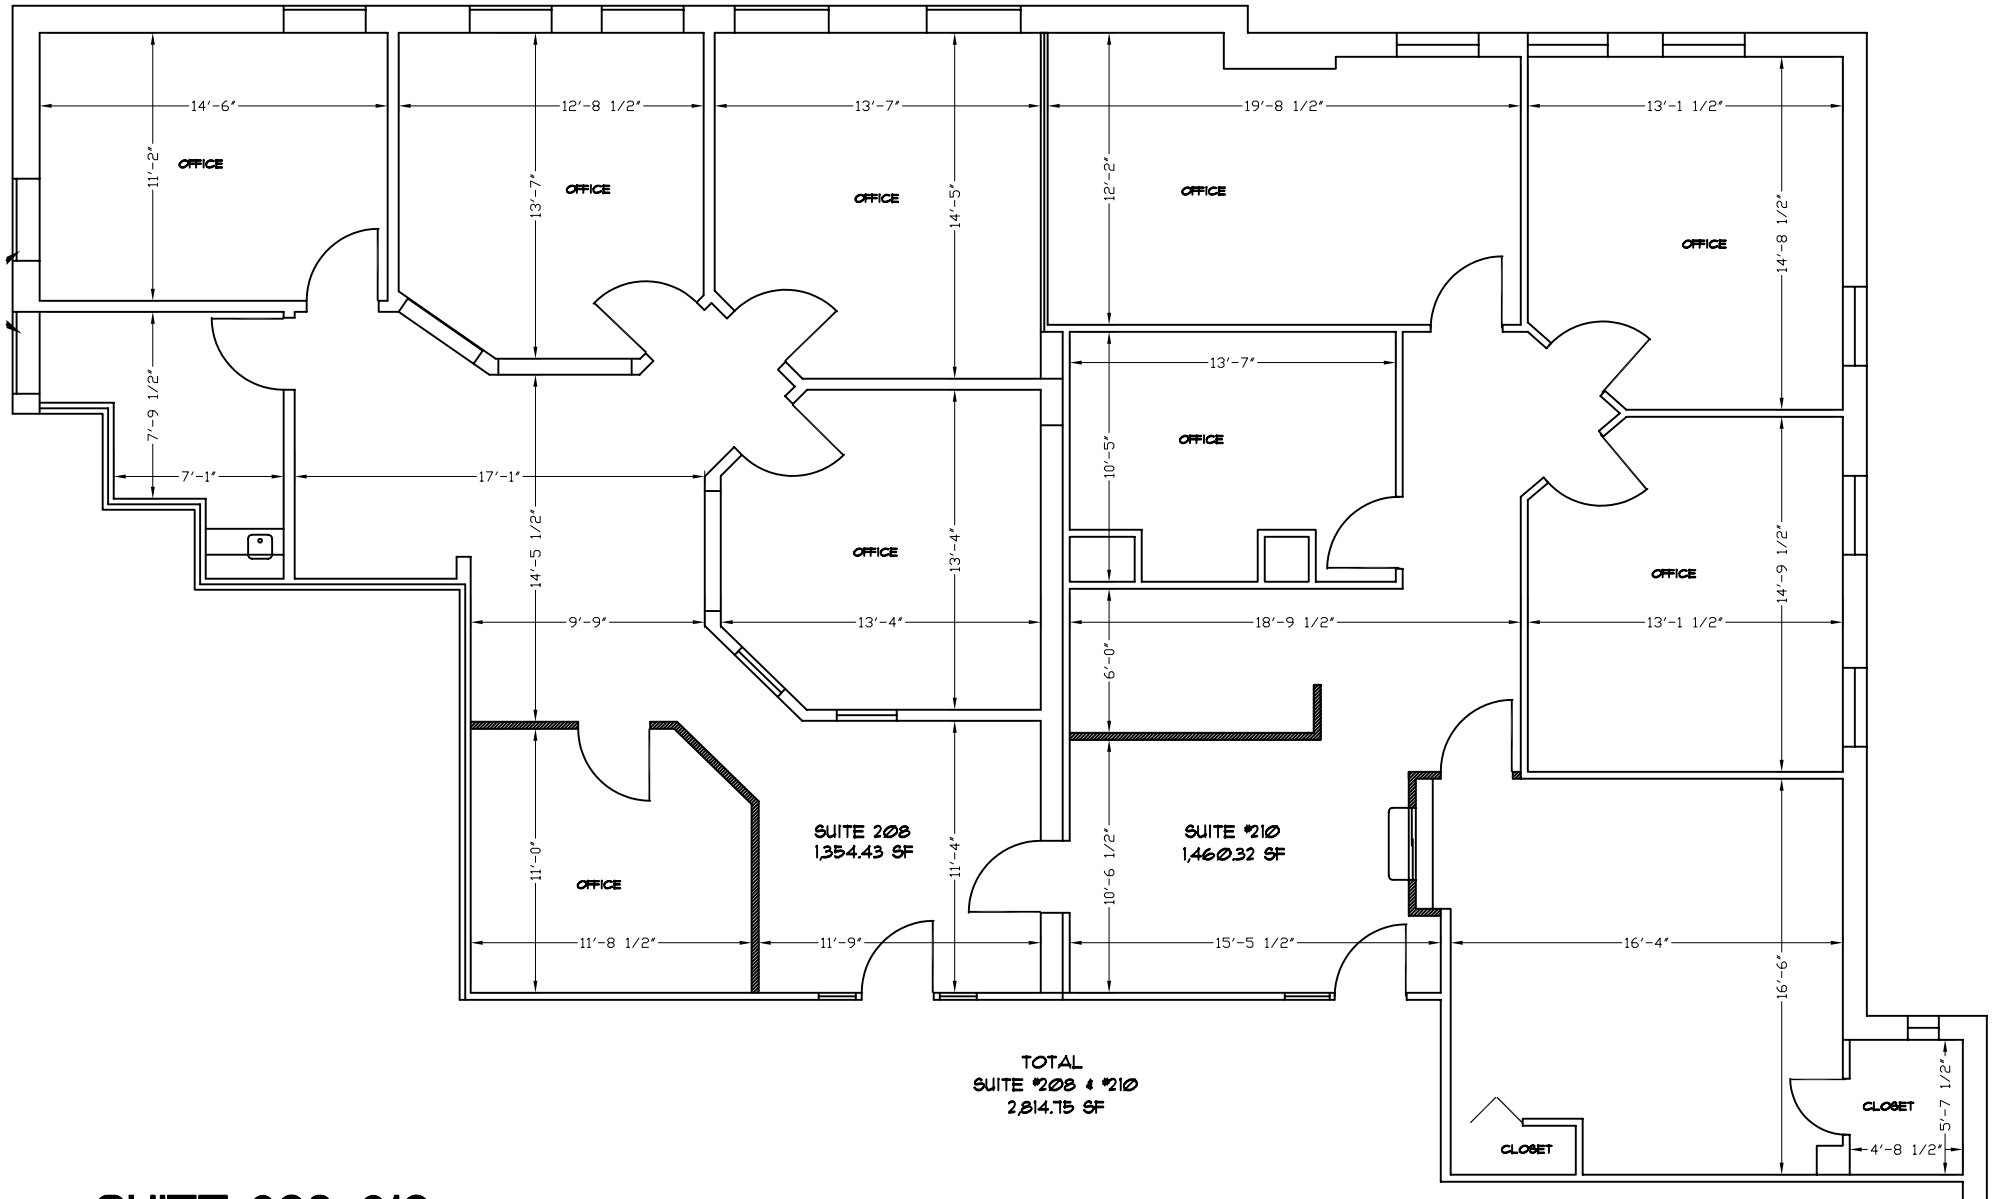 14'-6"
12'-8 1/2"
13'-7"
19'-8 1/2"
13'-1 1/2"
11'-2"
OFFICE
13'-7"
OFFICE
OFFICE
14'-5"
12'-2"
OFFICE
14'-8 1/2"
OFFICE
7'-9 1/2"
13'-7"
10'-5"
OFFICE
7'-1"
17'-1"
14'-5 1/2"
OFFICE
13'-4"
OFFICE
14'-9 1/2"
9'-9"
13'-4"
18'-9 1/2"
13'-1 1/2"
6'-0"
SUITE 208
1,354.43 SF
SUITE #210
1,460.32 SF
11'-0"
11'-4"
10'-6 1/2"
OFFICE
11'-8 1/2"
11'-9"
15'-5 1/2"
16'-4"
16'-6"
TOTAL
SUITE #208 & #210
2,814.75 SF
5'-7 1/2"
CLOSET
CLOSET
4'-8 1/2"